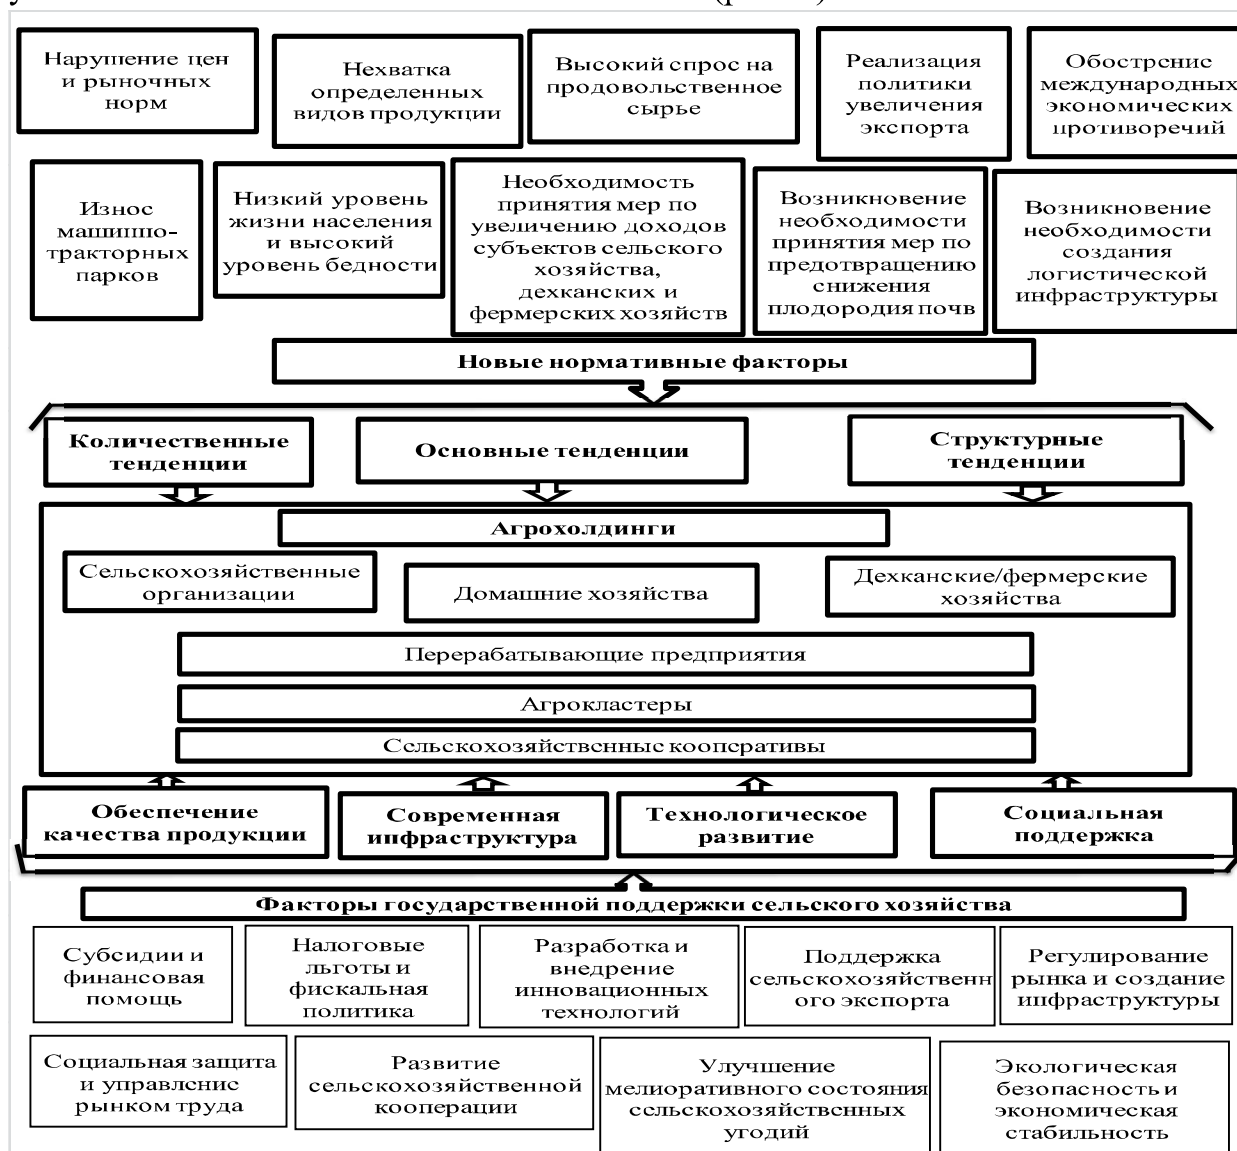 Нарушение цен
и рыночных
норм
Нехватка
определенных
видов продукции
Высокий спрос на
продовольственное
сырье
Реализация
политики
увеличения
экспорта
Обострение
международных
экономических
противоречий
Износ
машинно-
тракторных
парков
Низкий уровень
жизни населения
и высокий
уровень бедности
Необходимость
принятия мер по
увеличению доходов
субъектов сельского
хозяйства,
дехканских и
фермерских хозяйств
Возникновение
необходимости
принятия мер по
предотвращению
снижения
плодородия почв
Возникновение
необходимости
создания
логистической
инфраструктуры
Новые нормативные факторы
Количественные
тенденции
Основные тенденции
Структурные
тенденции
Агрохолдинги
Сельскохозяйственные
организации
Домашние хозяйства
Дехканские/фермерские
хозяйства
Перерабатывающие предприятия
Агрокластеры
Сельскохозяйственные кооперативы
Обеспечение
качества продукции
Современная
инфраструктура
Технологическое
развитие
Социальная
поддержка
Факторы государственной поддержки сельского хозяйства
Субсидии и
финансовая
помощь
Налоговые
льготы и
фискальная
политика
Разработка и
внедрение
инновационных
технологий
Поддержка
сельскохозяйственн
ого экспорта
Регулирование
рынка и создание
инфраструктуры
Социальная защита
и управление
рынком труда
Развитие
сельскохозяйственной
кооперации
Улучшение
мелиоративного состояния
сельскохозяйственных
угодий
Экологическая
безопасность и
экономическая
стабильность